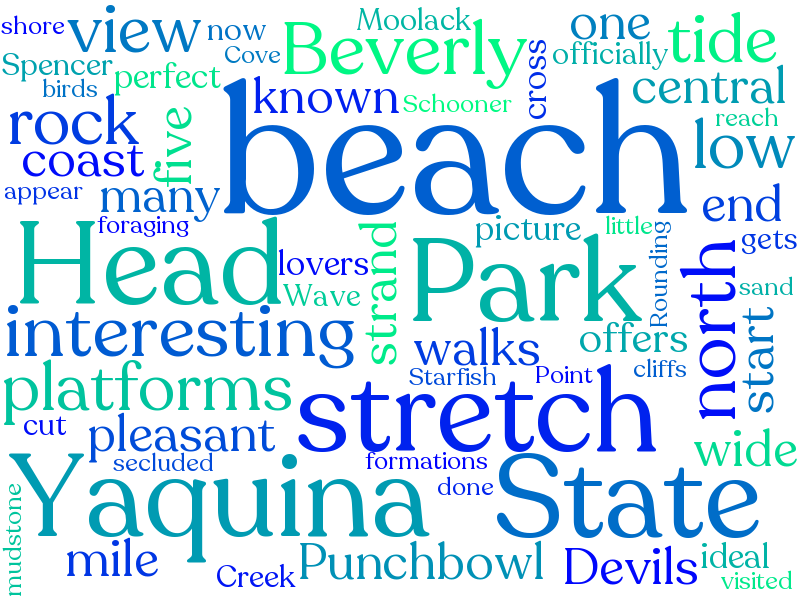 shore
view
now
Moolack
one
tide
Spencer
Cove
Beverly
officially
birds
perfect
known
Schooner
cross
central
rock
five
beach
reach
coast
low
appear
many
foraging
end
Head
lovers
strand
picture
little
gets
Wave
Park
Rounding
north
sand
interesting
walks
offers
start
platforms
Starfish
Point
cliffs
cut
pleasant
stretch
wide
secluded
formations
mudstone
Yaquina
done
State
mile
Creek
Punchbowl
Devils
ideal
visited